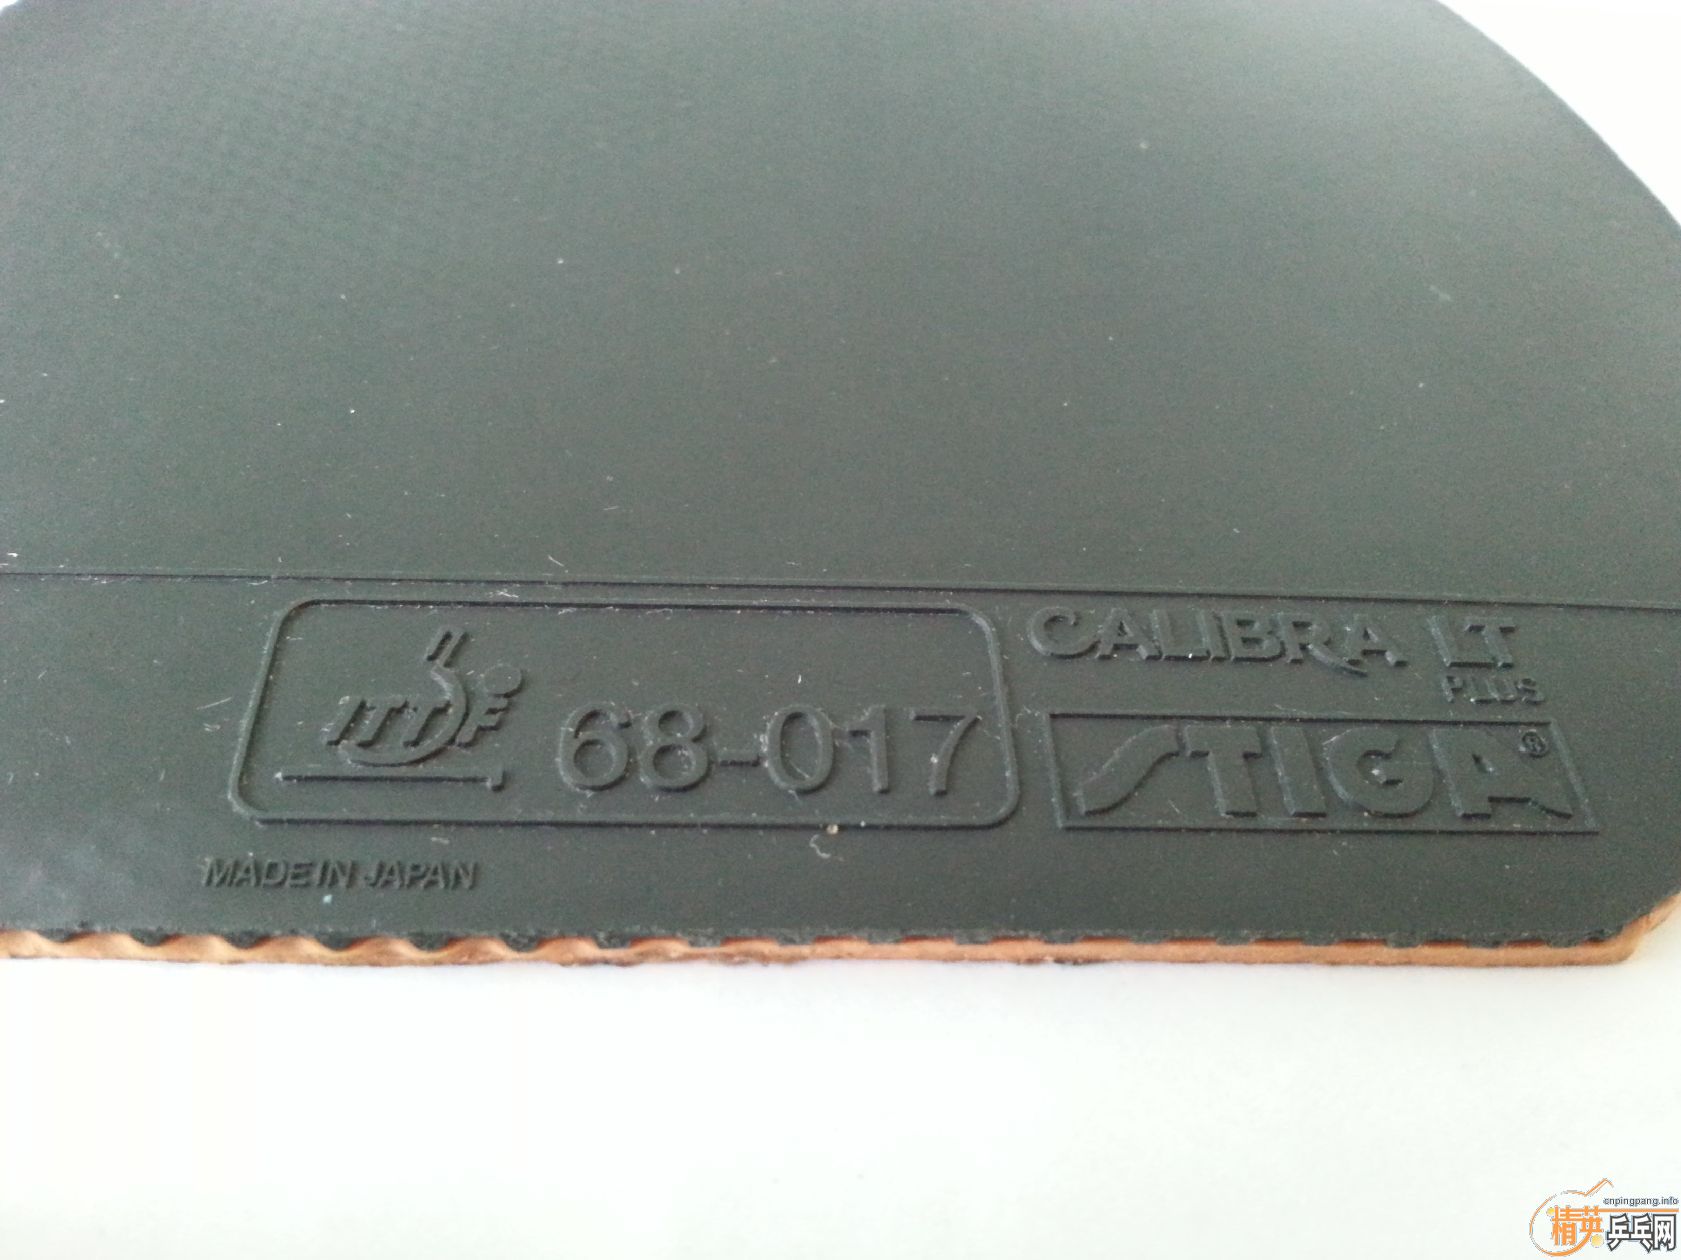 CALIBRA LT
PLUS
ITTF 68-017
STIGA®
MADE IN JAPAN
cnpingpang.info
精英乒乓网